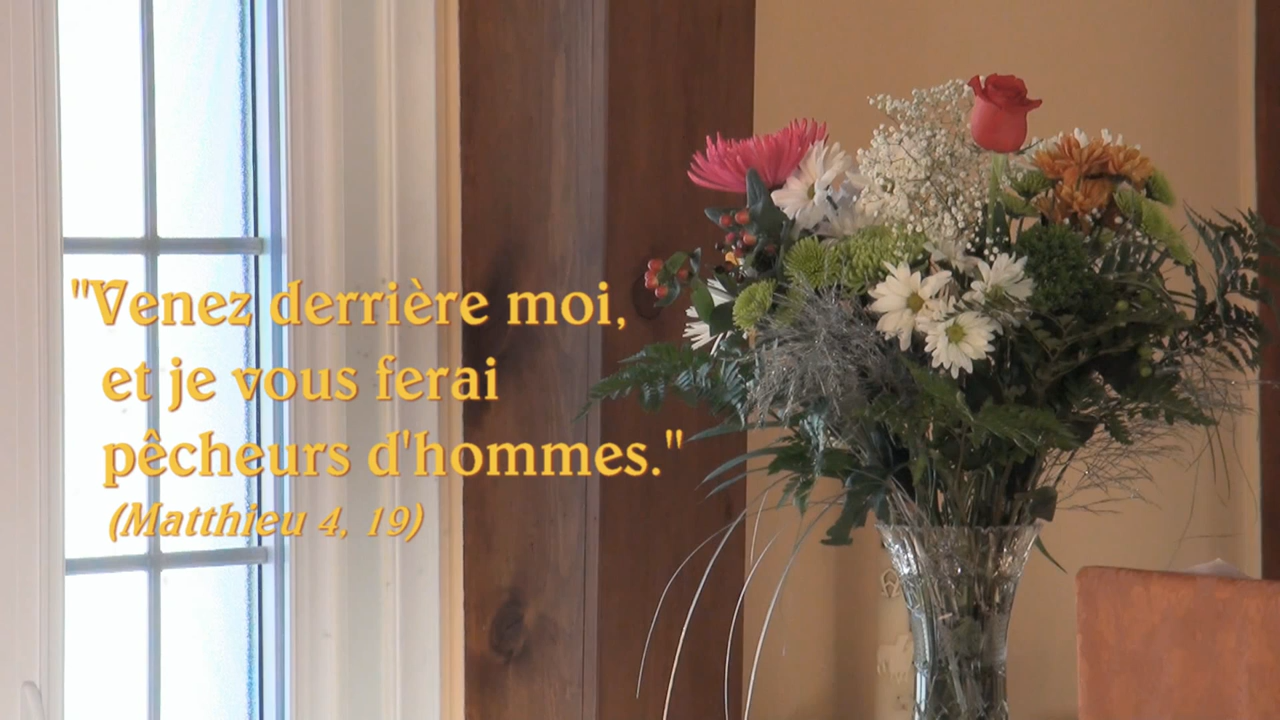 "Venez derrière moi,
et je vous ferai
pêcheurs d'hommes."
(Matthieu 4, 19)